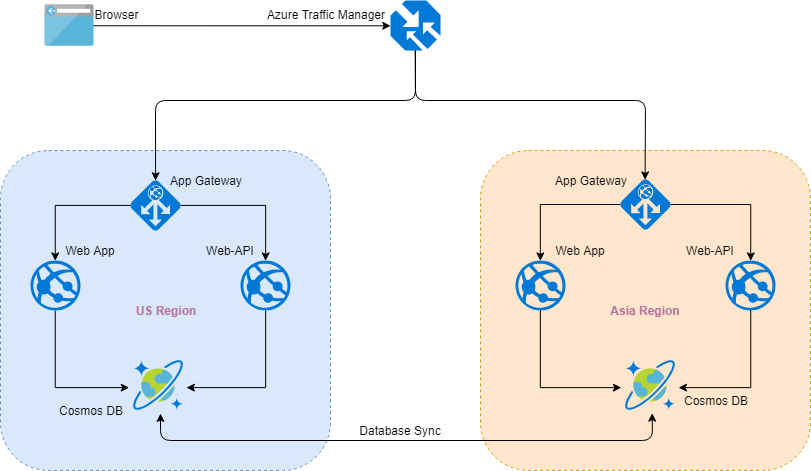 Browser
Azure Traffic Manager
App Gateway
App Gateway
Web App
Web-API
Web App
Web-API
US Region
Asia Region
Cosmos DB
Cosmos DB
Database Sync